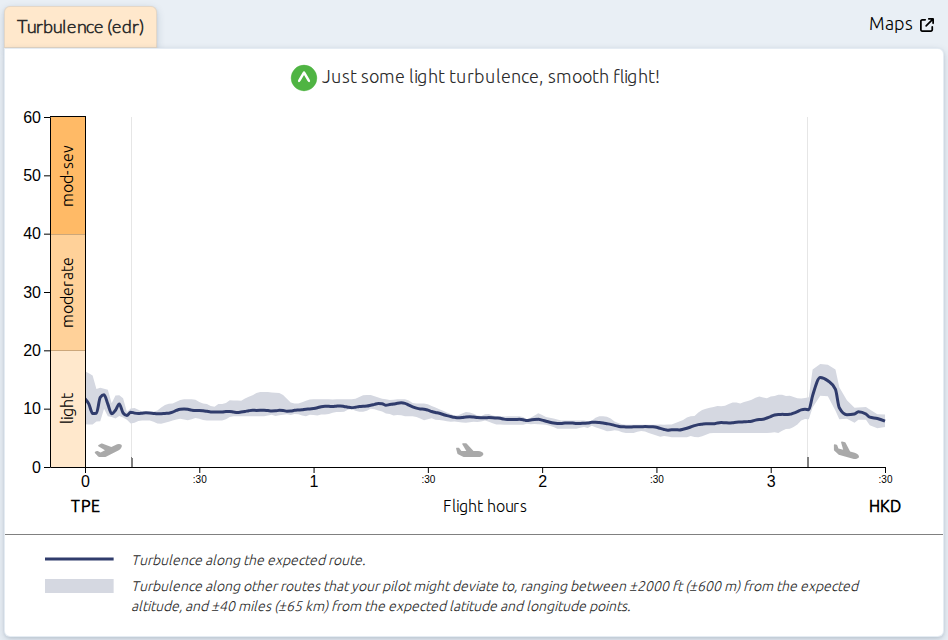 Turbulence (edr)
Maps
Just some light turbulence, smooth flight!
60
50
40
30
20
10
0
mod-sev
moderate
light
0 :30 1 :30 2 :30 3 :30
TPE Flight hours HKD
Turbulence along the expected route.
Turbulence along other routes that your pilot might deviate to, ranging between ±2000 ft (±600 m) from the expected
altitude, and ±40 miles (±65 km) from the expected latitude and longitude points.